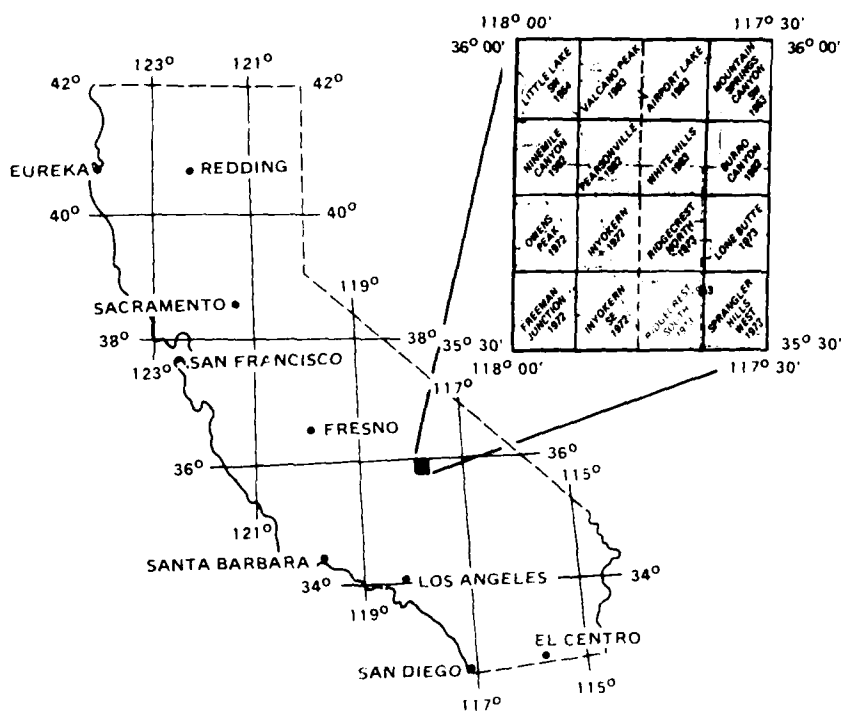 118° 00'
117° 30'
36° 00'
36° 00'
LITTLE LAKE
SW
1984
VALCANO PEAK
1983
AIRPORT LAKE
1983
MOUNTAIN
SPRINGS
CANYON
SW
1983
NINEMILE
CANYON
1982
PEARSONVILLE
1982
WHITE HILLS
1983
BURRO
CANYON
1982
OWENS
PEAK
1972
INYOKERN
1972
RIDGECREST
NORTH
1973
LONE BUTTE
1973
FREEMAN
JUNCTION
1972
INYOKERN
SE
1972
RIDGECREST
SOUTH
1973
SPRANGLER
HILLS
WEST
1973
35° 30'
35° 30'
118° 00'
117° 30'
123°
121°
42°
42°
EUREKA
REDDING
40°
40°
119°
SACRAMENTO
38°
38°
SAN FRANCISCO
123°
117°
FRESNO
36°
36°
115°
121°
SANTA BARBARA
34°
LOS ANGELES
34°
119°
EL CENTRO
SAN DIEGO
117°
115°